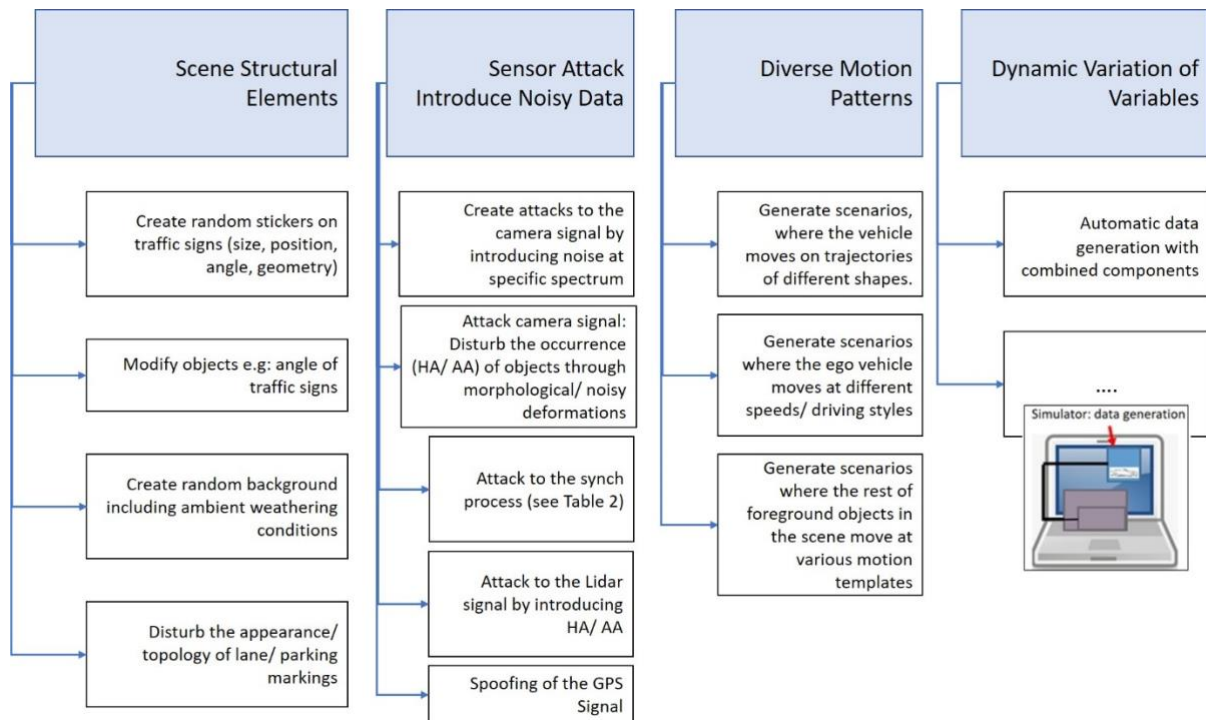 Scene Structural
Elements
Create random stickers on
traffic signs (size, position,
angle, geometry)
Modify objects e.g: angle of
traffic signs
Create random background
including ambient weathering
conditions
Disturb the appearance/
topology of lane/ parking
markings
Sensor Attack
Introduce Noisy Data
Create attacks to the
camera signal by
introducing noise at
specific spectrum
Attack camera signal:
Disturb the occurrence
(HA/ AA) of objects through
morphological/ noisy
deformations
Attack to the synch
process (see Table 2)
Attack to the Lidar
signal by introducing
HA/ AA
Spoofing of the GPS
Signal
Diverse Motion
Patterns
Generate scenarios,
where the vehicle
moves on trajectories
of different shapes.
Generate scenarios
where the ego vehicle
moves at different
speeds/ driving styles
Generate scenarios
where the rest of
foreground objects in
the scene move at
various motion
templates
Dynamic Variation of
Variables
Automatic data
generation with
combined components
....
Simulator: data generation